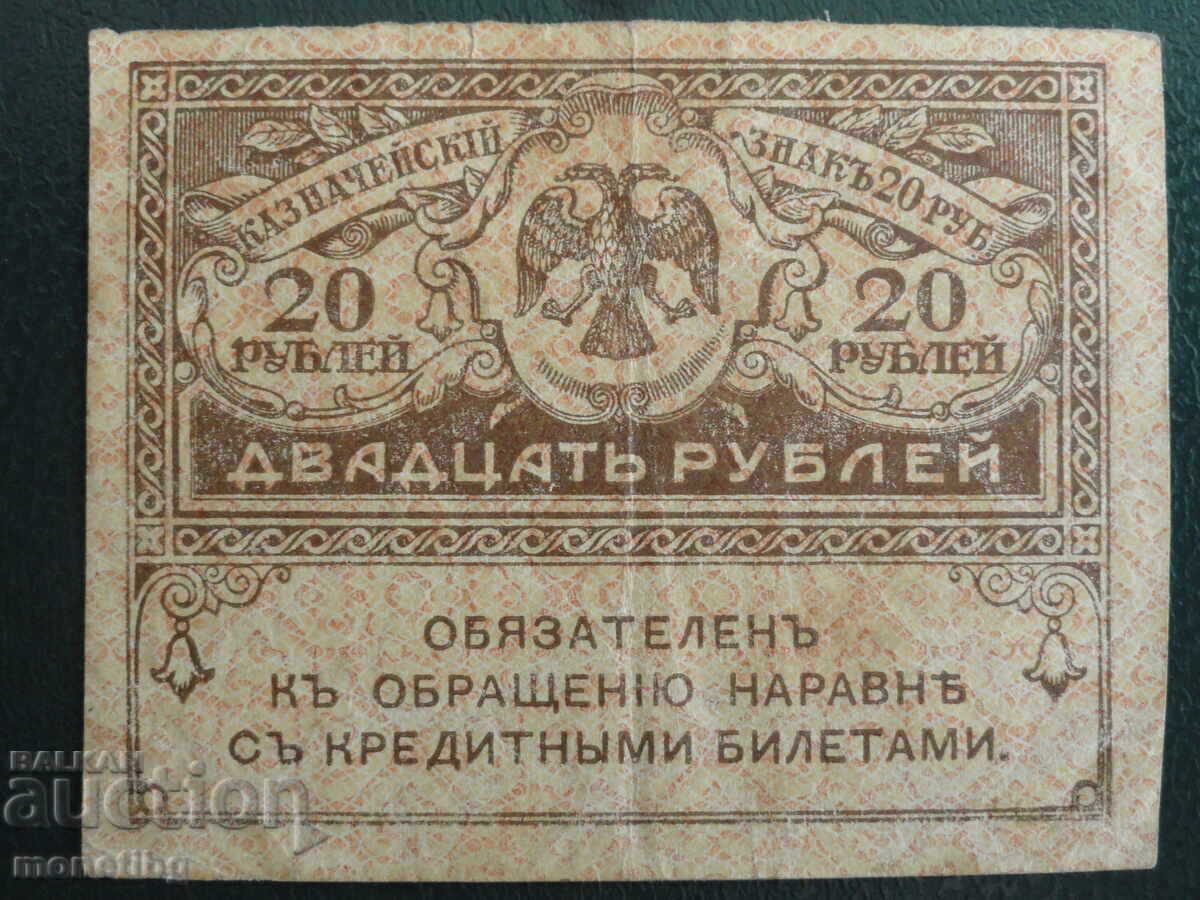 КАЗНАЧЕЙСКІЙ ЗНАКЪ 20 РУБ
20 20
РУБЛЕЙ РУБЛЕЙ
ДВАДЦАТЬ РУБЛЕЙ
ОБЯЗАТЕЛЕНЪ
КЪ ОБРАЩЕНІЮ НАРАВНѢ
СЪ КРЕДИТНЫМИ БИЛЕТАМИ.
BALKAN
auction
monetibg